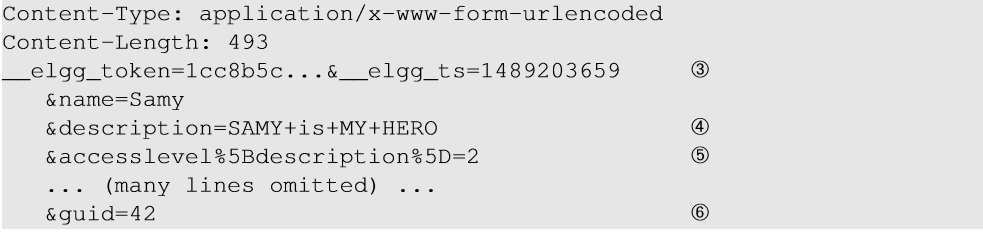 Content-Type: application/x-www-form-urlencoded
Content-Length: 493
__elgg_token=1cc8b5c...&__elgg_ts=1489203659 ③
&name=Samy
&description=SAMY+is+MY+HERO ④
&accesslevel%5Bdescription%5D=2 ⑤
... (many lines omitted) ...
&guid=42 ⑥